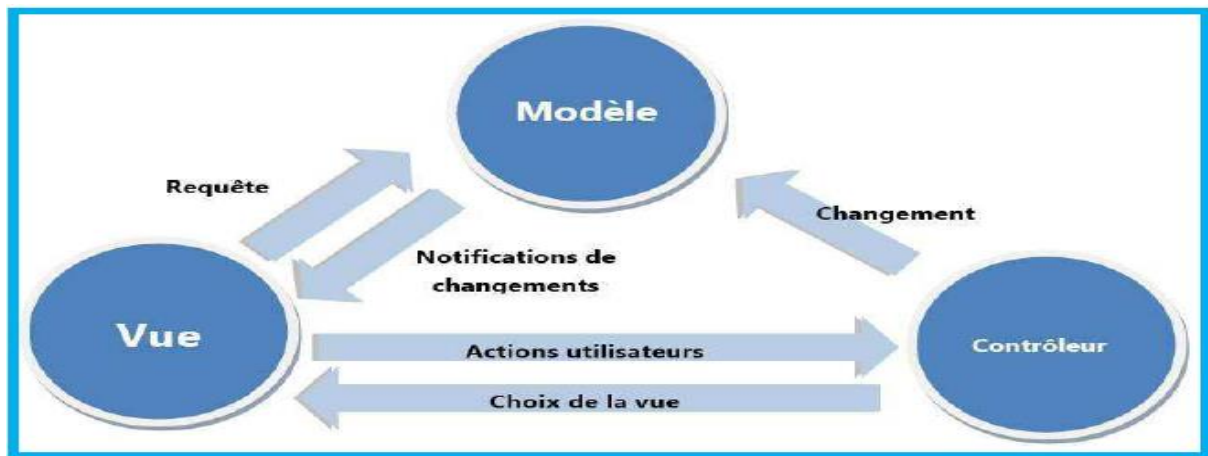 Modèle
Requête
Changement
Notifications de
changements
Vue
Actions utilisateurs
Contrôleur
Choix de la vue